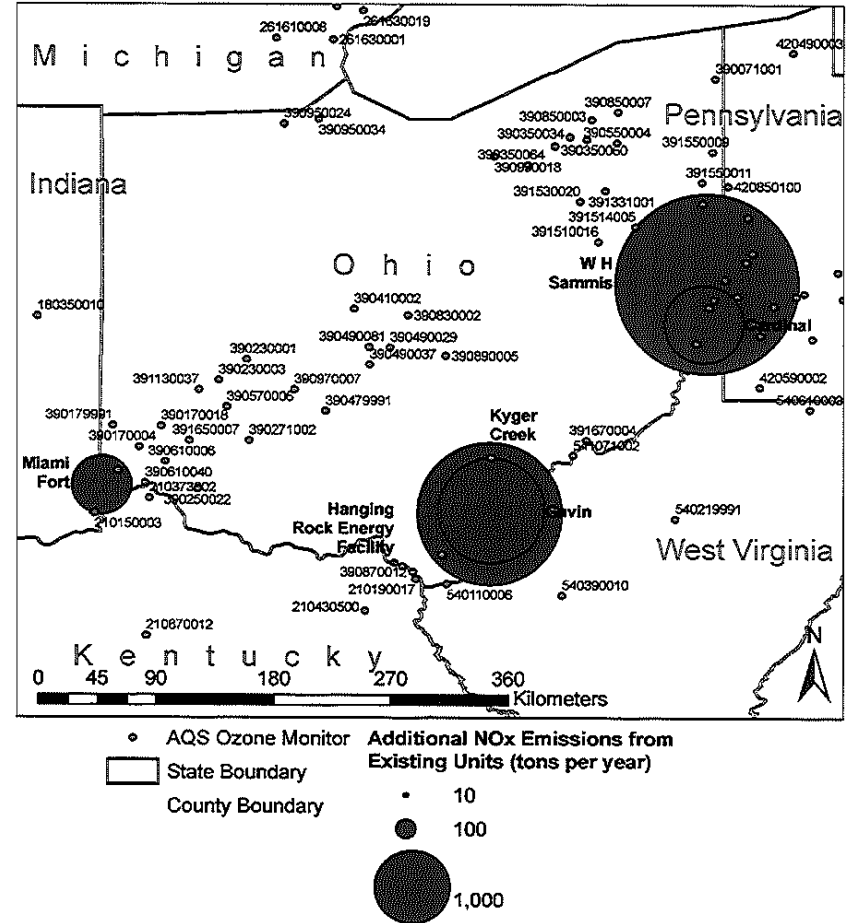 261630019
261610008
261630001
Michigan
420490003
390071001
390950024
390950034
390850007
390850003
Pennsylvania
390350034
390550004
391550009
390350064
390350060
390930018
391550011
Indiana
391530020
420850100
391331001
391514005
391510016
W H
Sammis
Ohio
180350010
390410002
390830002
Cardinal
390230001
390490081
390490029
390230003
390490037
390890005
391130037
390970007
420590002
390570006
390479991
390179991
390170018
Kyger
Creek
391650007
390271002
391670004
390170004
390610006
Miami
Fort
390610040
390250022
Hanging
Rock Energy
Facility
Gavin
540219991
210150003
West Virginia
390870012
210190017
540110006
540390010
210430500
210670012
Kentucky
N
0 45 90 180 270 360
Kilometers
AQS Ozone Monitor
State Boundary
County Boundary
Additional NOx Emissions from
Existing Units (tons per year)
10
100
1,000